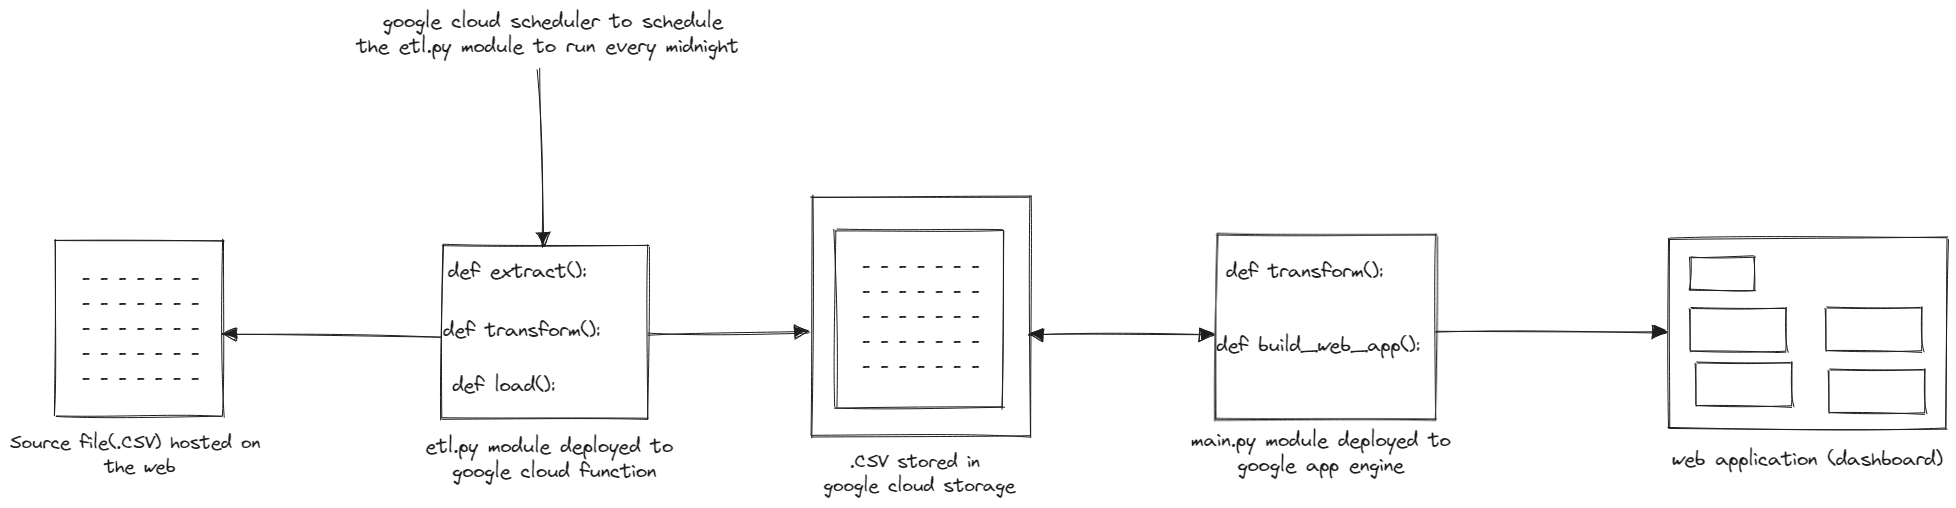 google cloud scheduler to schedule
the etl.py module to run every midnight
def extract():
def transform():
def load():
def transform():
def build_web_app():
Source file(.CSV) hosted on
the web
etl.py module deployed to
google cloud function
.CSV stored in
google cloud storage
main.py module deployed to
google app engine
web application (dashboard)